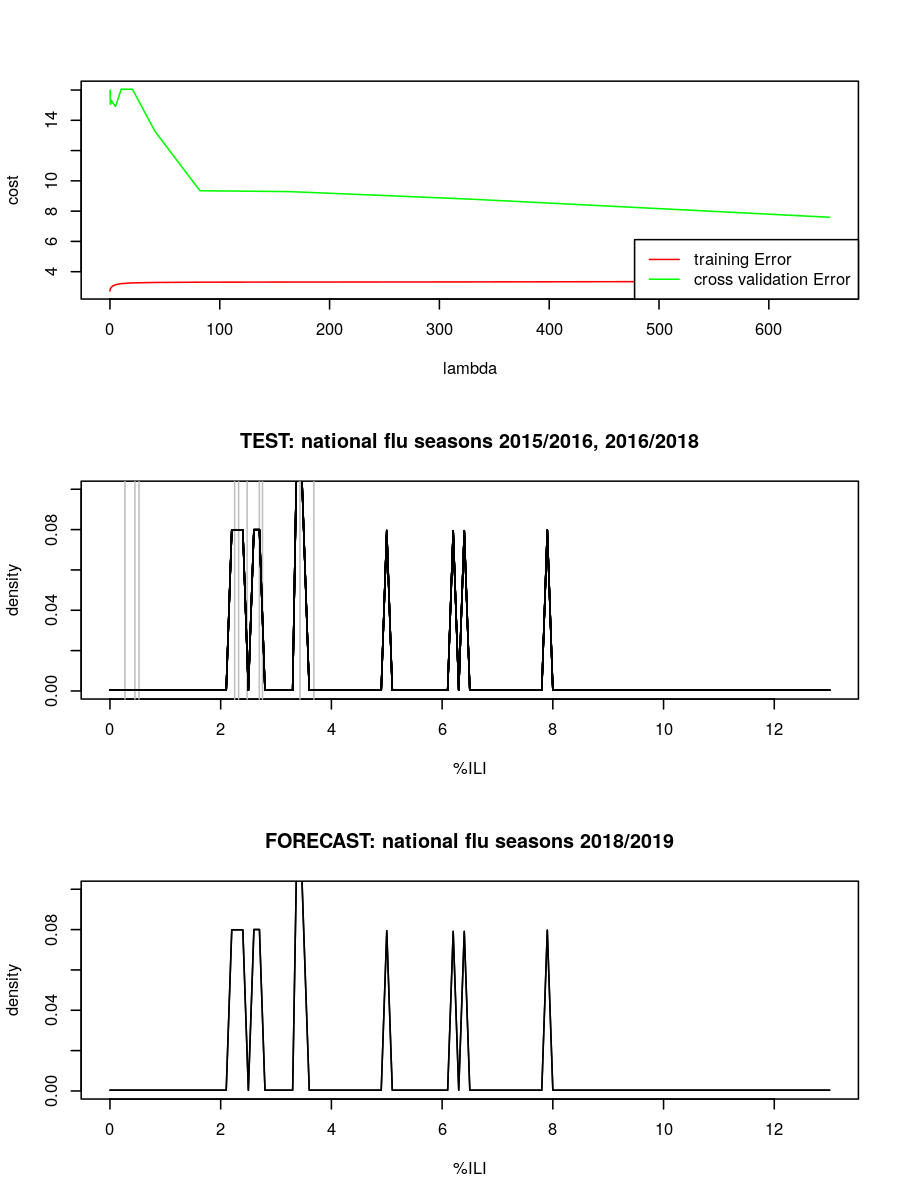 14
10
8
6
4
cost
training Error
cross validation Error
0 100 200 300 400 500 600
lambda
TEST: national flu seasons 2015/2016, 2016/2018
0.08
0.04
0.00
density
0 2 4 6 8 10 12
%ILI
FORECAST: national flu seasons 2018/2019
0.08
0.04
0.00
density
0 2 4 6 8 10 12
%ILI